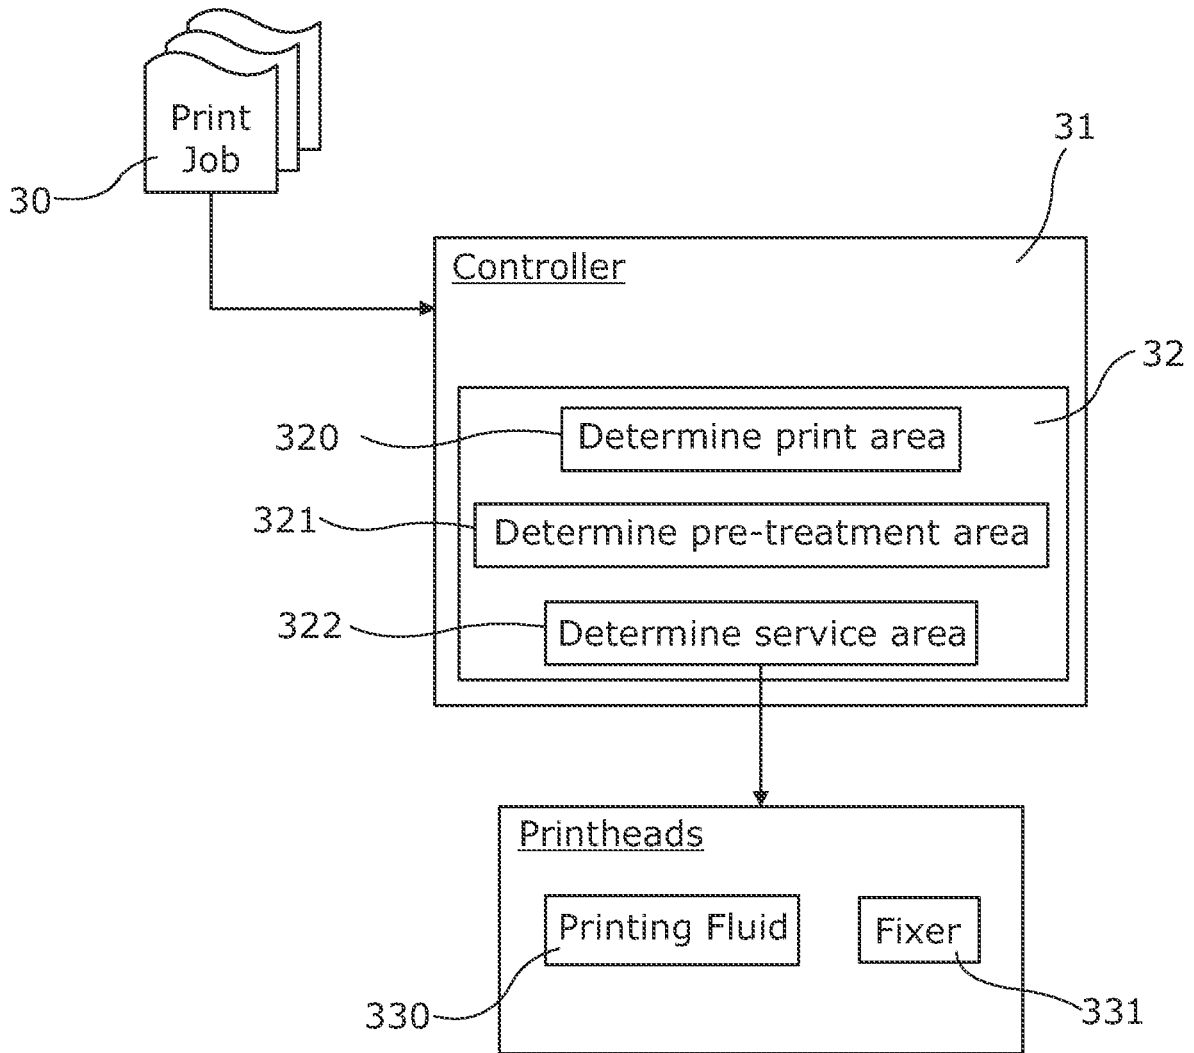 Print
Job
30
31
Controller
32
320
Determine print area
321
Determine pre-treatment area
322
Determine service area
Printheads
Printing Fluid
Fixer
330
331